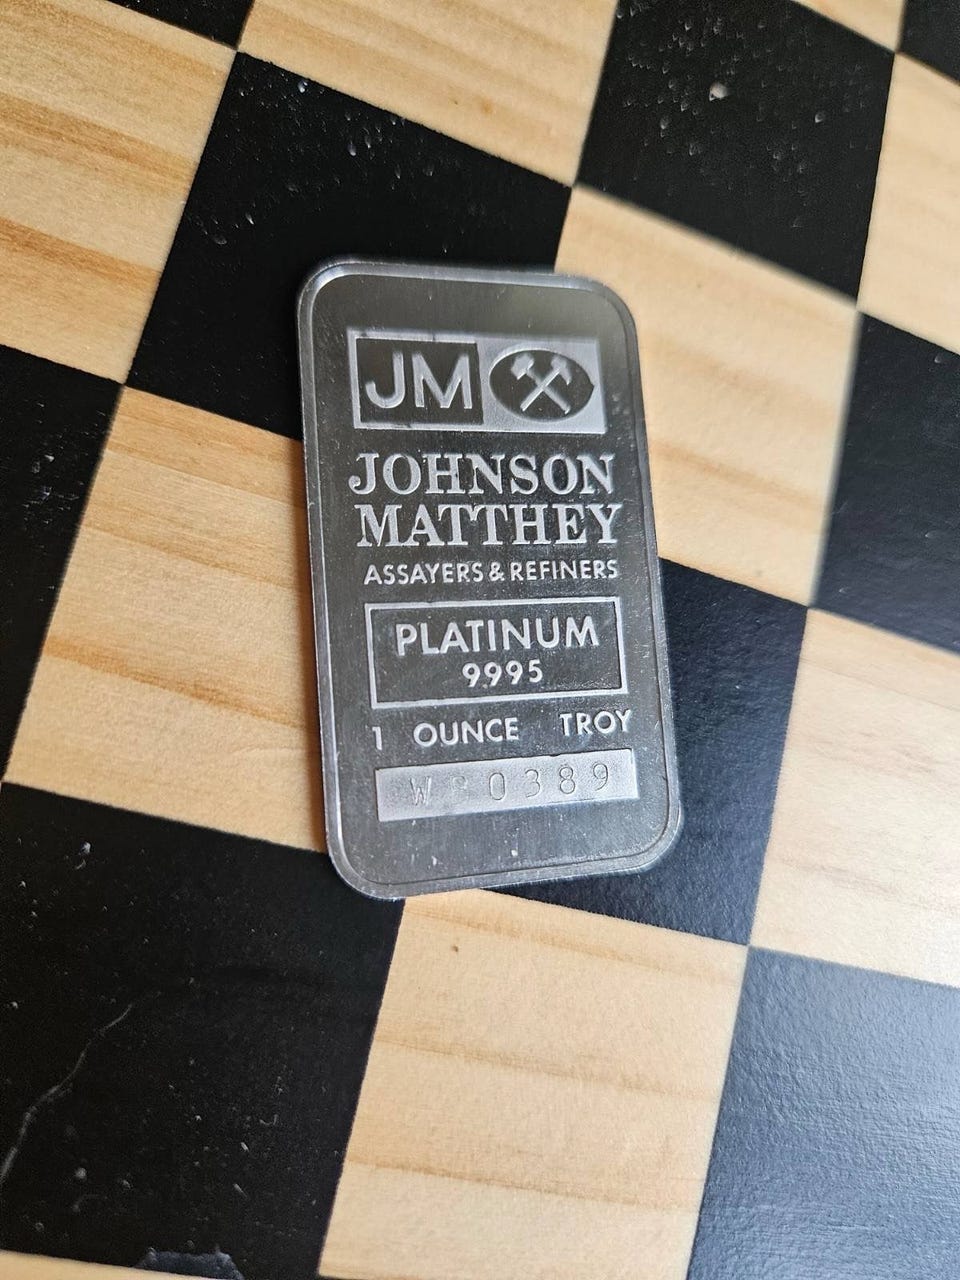 JM
JOHNSON
MATTHEY
ASSAYERS & REFINERS
PLATINUM
9995
1 OUNCE TROY